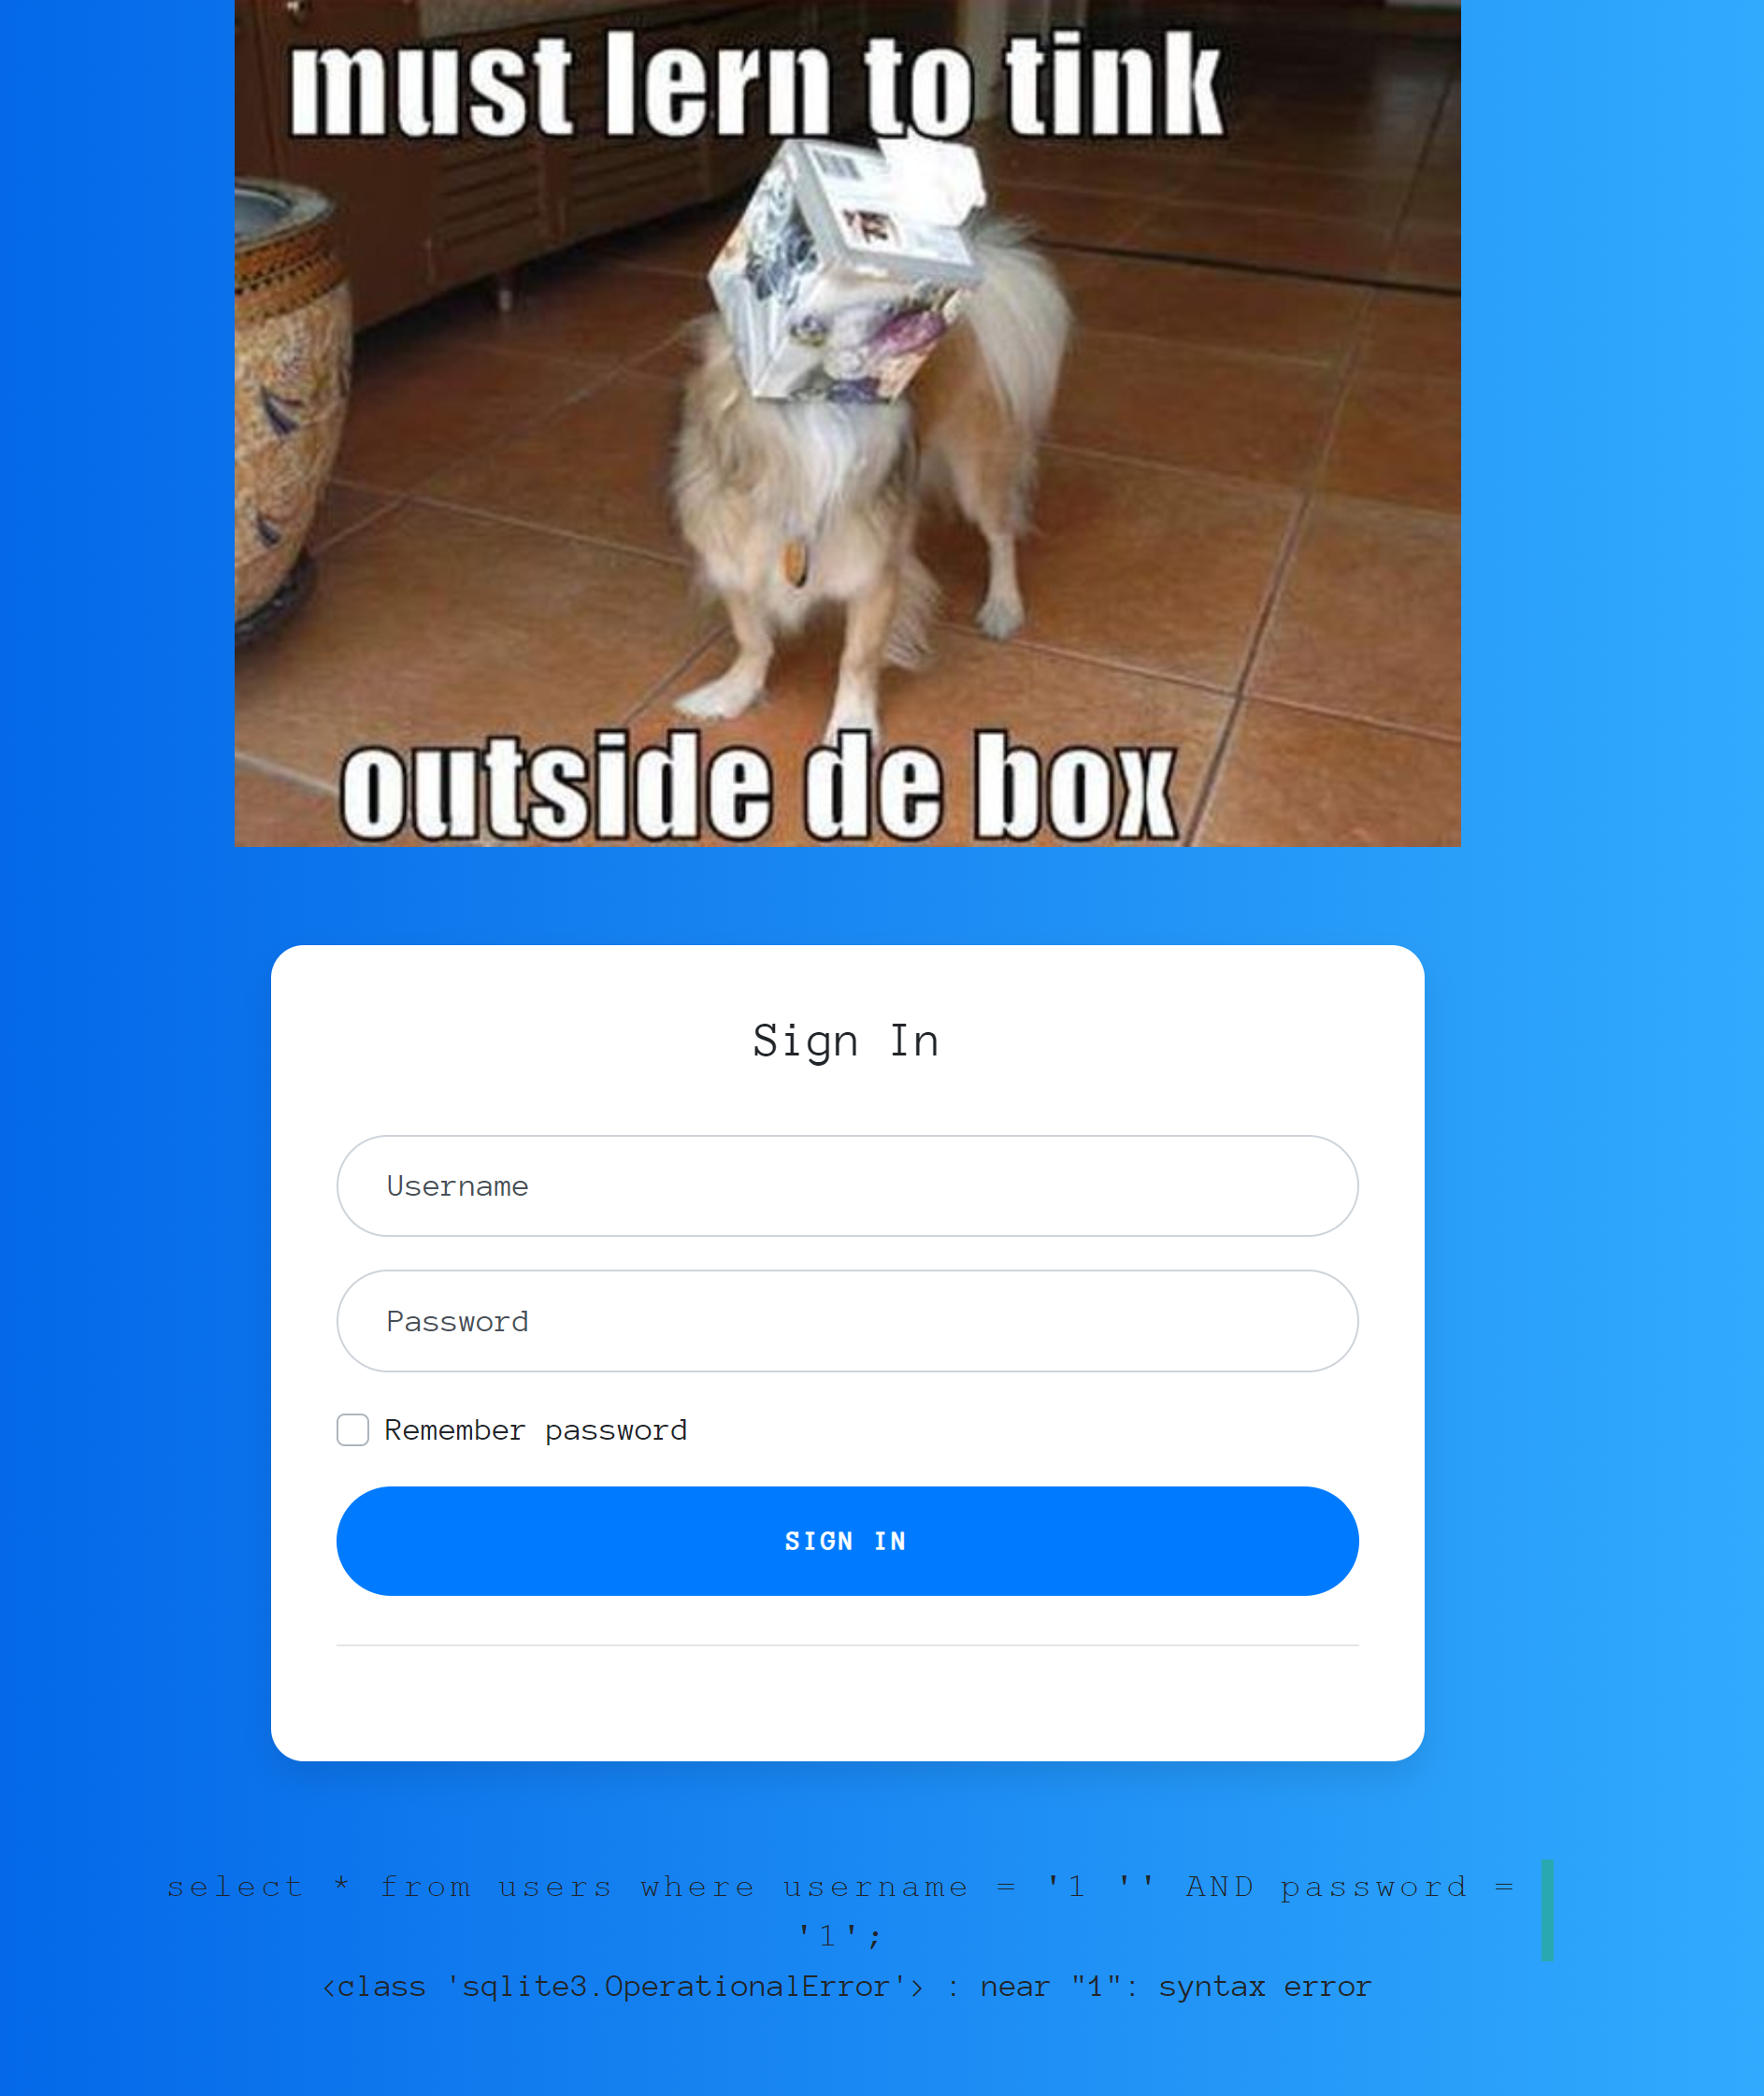 must lern to tink
outside de box
Sign In
Username
Password
Remember password
SIGN IN
select * from users where username = '1 '' AND password =
'1';
<class 'sqlite3.OperationalError'> : near "1": syntax error